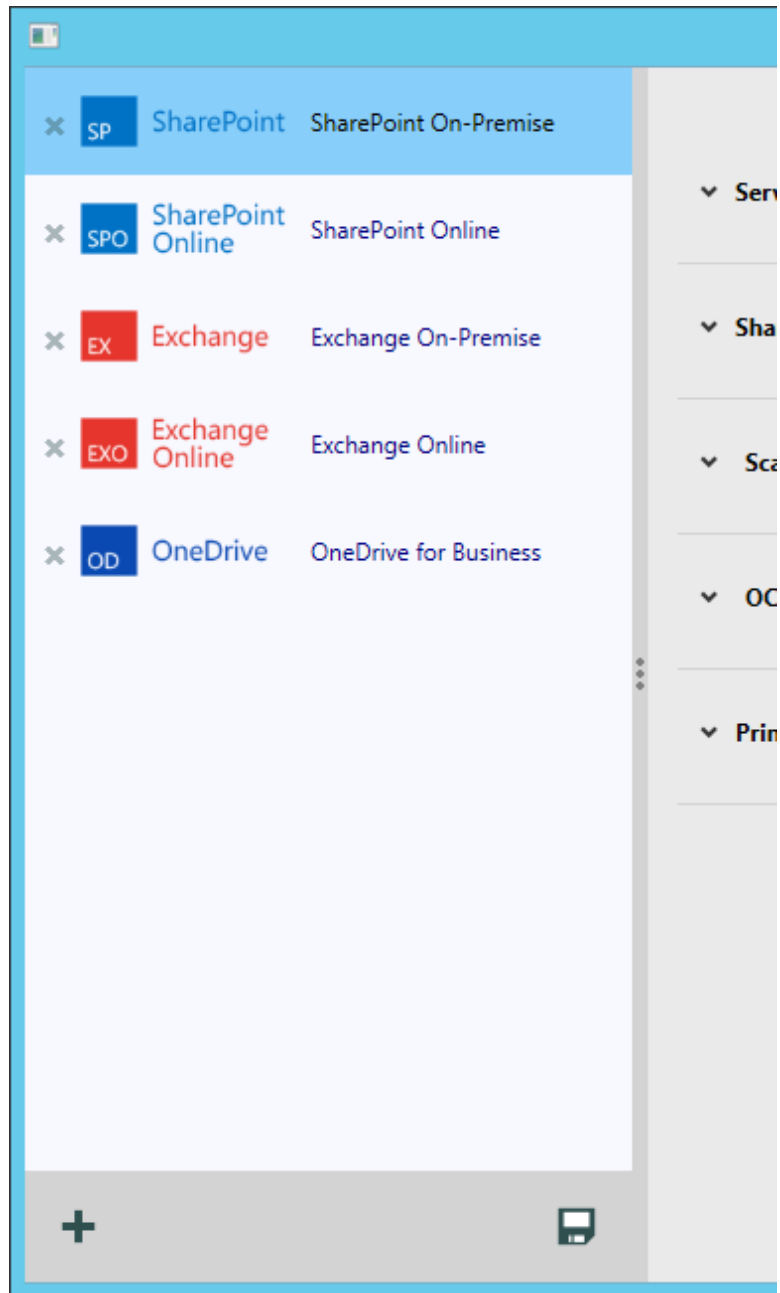 SP SharePoint SharePoint On-Premise
SPO SharePoint
Online SharePoint Online
EX Exchange Exchange On-Premise
EXO Exchange
Online Exchange Online
OD OneDrive OneDrive for Business